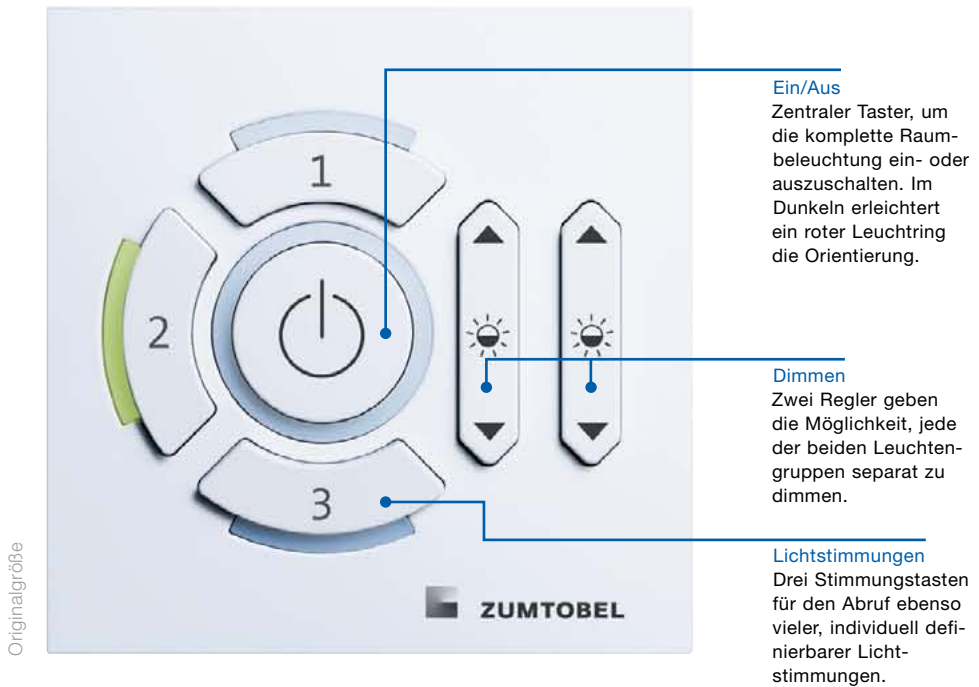 1
2
3
ZUMTOBEL
Originalgröße
Ein/Aus
Zentraler Taster, um
die komplette Raum-
beleuchtung ein- oder
auszuschalten. Im
Dunkeln erleichtert
ein roter Leuchtring
die Orientierung.
Dimmen
Zwei Regler geben
die Möglichkeit, jede
der beiden Leuchten-
gruppen separat zu
dimmen.
Lichtstimmungen
Drei Stimmungstasten
für den Abruf ebenso
vieler, individuell defi-
nierbarer Licht-
stimmungen.